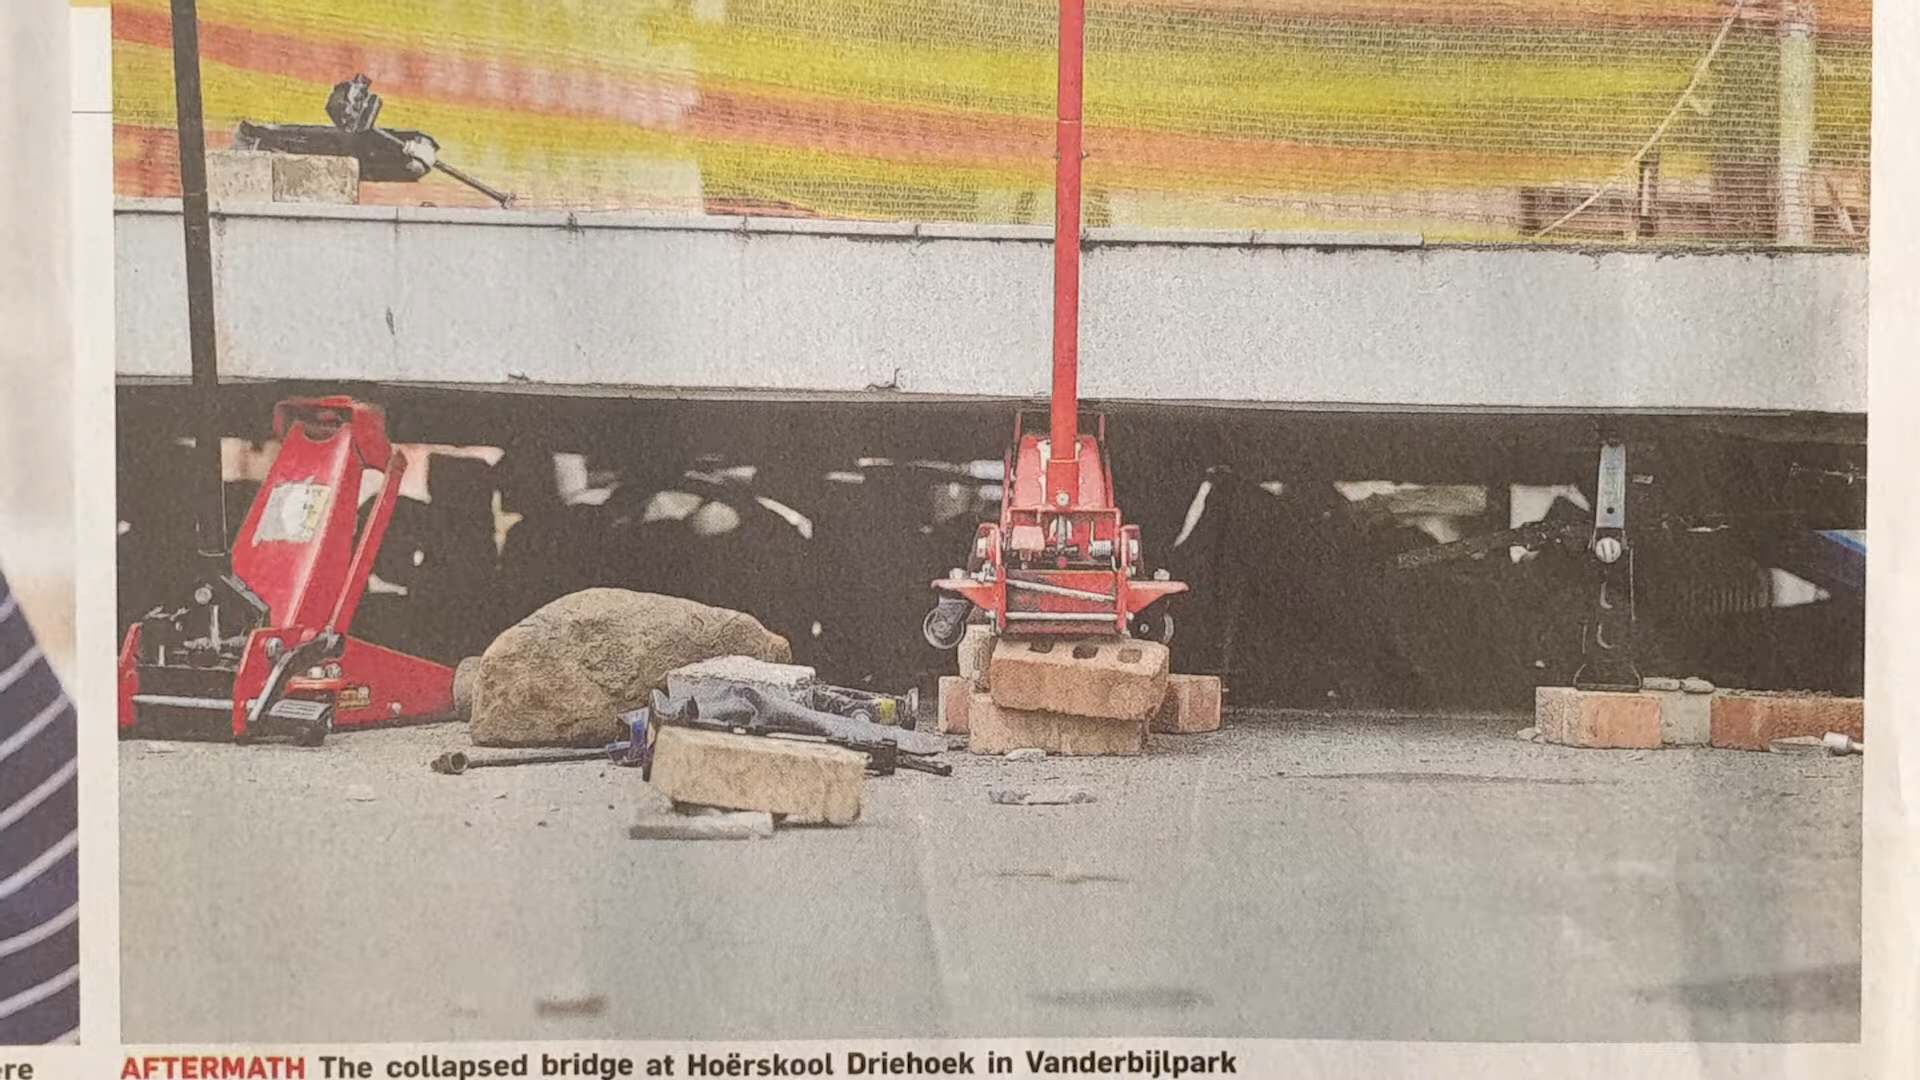 ere
AFTERMATH The collapsed bridge at Hoërskool Driehoek in Vanderbijlpark